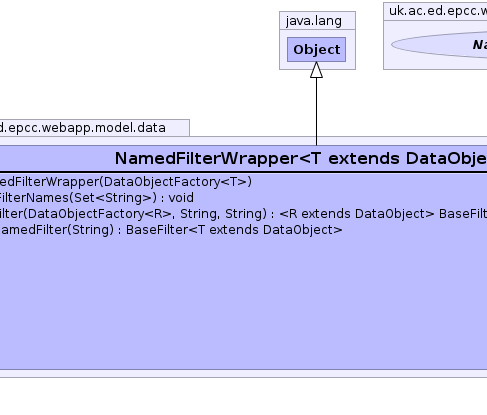 java.lang
uk.ac.ed.epcc.w
Object
Na
d.epcc.webapp.model.data
NamedFilterWrapper<T extends DataObje
edFilterWrapper(DataObjectFactory<T>)
FilterNames(Set<String>) : void
ilter(DataObjectFactory<R>, String, String) : <R extends DataObject> BaseFilt
amedFilter(String) : BaseFilter<T extends DataObject>